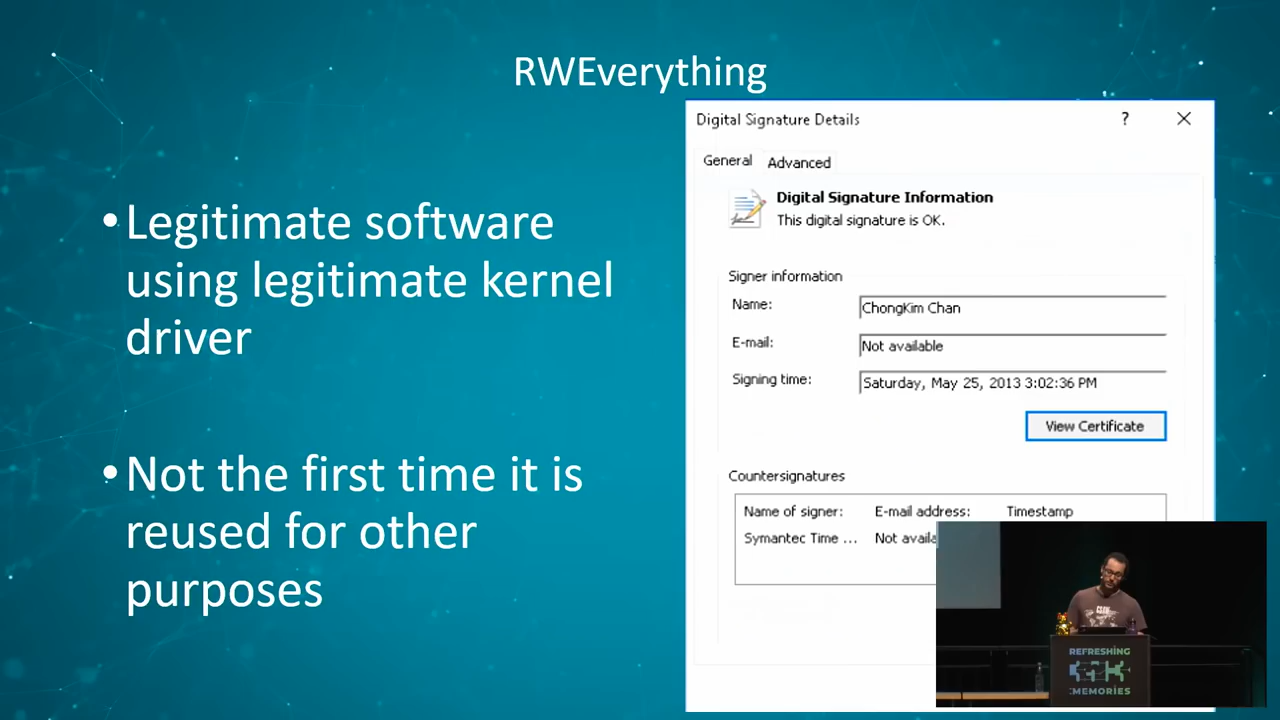 RWEverything
•Legitimate software
using legitimate kernel
driver
•Not the first time it is
reused for other
purposes
Digital Signature Details
?
General Advanced
Digital Signature Information
This digital signature is OK.
Signer information
Name: ChongKim Chan
E-mail: Not available
Signing time: Saturday, May 25, 2013 3:02:36 PM
View Certificate
Countersignatures
Name of signer: E-mail address: Timestamp
Symantec Time ... Not availa
REFRESHING
:MEMORIES